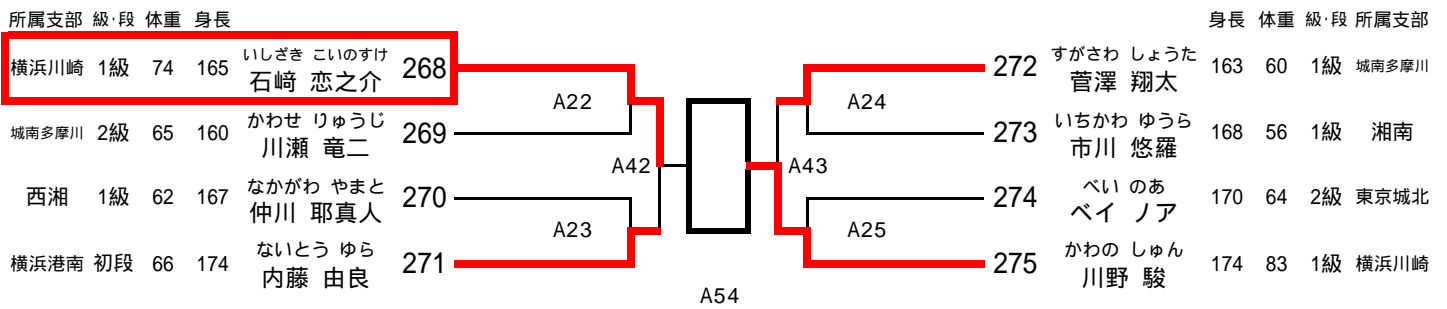 所属支部 級・段 体重 身長
身長 体重 級・段 所属支部
いしざき こいのすけ
横浜川崎 1級 74 165 石﨑 恋之介 268
A22
かわせ りゅうじ
城南多摩川 2級 65 160 川瀬 竜二 269
A42
なかがわ やまと
西湘 1級 62 167 仲川 耶真人 270
A23
ないとう ゆら
横浜港南 初段 66 174 内藤 由良 271
A54
すがさわ しょうた
272 菅澤 翔太 163 60 1級 城南多摩川
A24
いちかわ ゆうら
273 市川 悠羅 168 56 1級 湘南
A43
べい のあ
274 ベイ ノア 170 64 2級 東京城北
A25
かわの しゅん
275 川野 駿 174 83 1級 横浜川崎